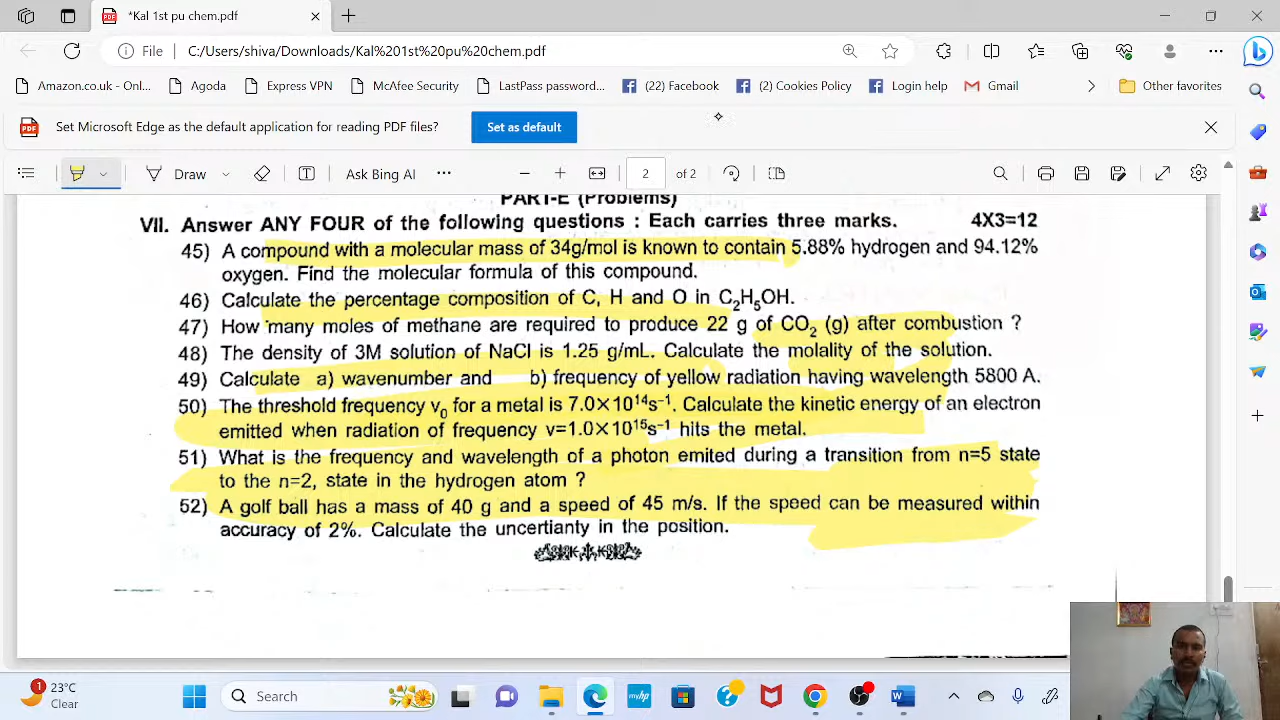 *Kal 1st pu chem.pdf
File C:/Users/shiva/Downloads/Kal%201st%20pu%20chem.pdf
Amazon.co.uk - Onl... Agoda Express VPN McAfee Security LastPass password... (22) Facebook (2) Cookies Policy Login help Gmail Other favorites
PDF Set Microsoft Edge as the default application for reading PDF files? Set as default
Draw Ask Bing AI 2 of 2
PART-E (Problems)
VII. Answer ANY FOUR of the following questions : Each carries three marks. 4X3=12
45) A compound with a molecular mass of 34g/mol is known to contain 5.88% hydrogen and 94.12%
oxygen. Find the molecular formula of this compound.
46) Calculate the percentage composition of C, H and O in C₂H₅OH.
47) How many moles of methane are required to produce 22 g of CO₂ (g) after combustion ?
48) The density of 3M solution of NaCl is 1.25 g/mL. Calculate the molality of the solution.
49) Calculate a) wavenumber and b) frequency of yellow radiation having wavelength 5800 A.
50) The threshold frequency v₀ for a metal is 7.0×10¹⁴s⁻¹. Calculate the kinetic energy of an electron
emitted when radiation of frequency v=1.0×10¹⁵s⁻¹ hits the metal.
51) What is the frequency and wavelength of a photon emited during a transition from n=5 state
to the n=2, state in the hydrogen atom ?
52) A golf ball has a mass of 40 g and a speed of 45 m/s. If the speed can be measured within
accuracy of 2%. Calculate the uncertianty in the position.
1 23°C
Clear
Search